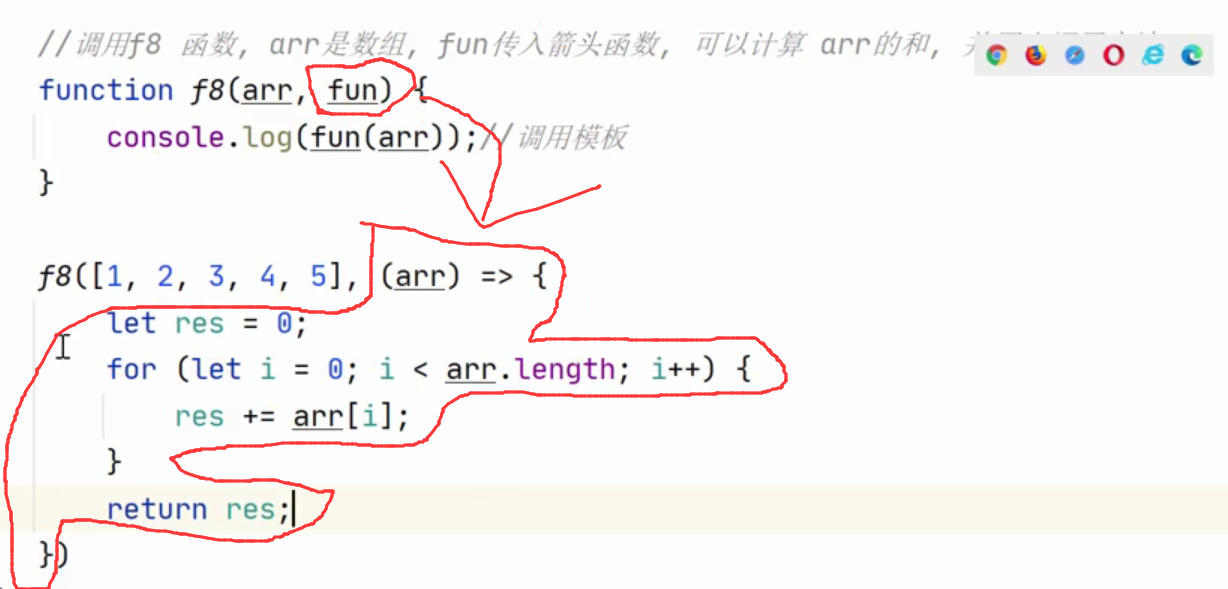 //调用f8 函数, arr是数组, fun传入箭头函数, 可以计算 arr的和,
function f8(arr, fun) {
console.log(fun(arr));//调用模板
}
f8([1, 2, 3, 4, 5], (arr) => {
let res = 0;
for (let i = 0; i < arr.length; i++) {
res += arr[i];
}
return res;
})